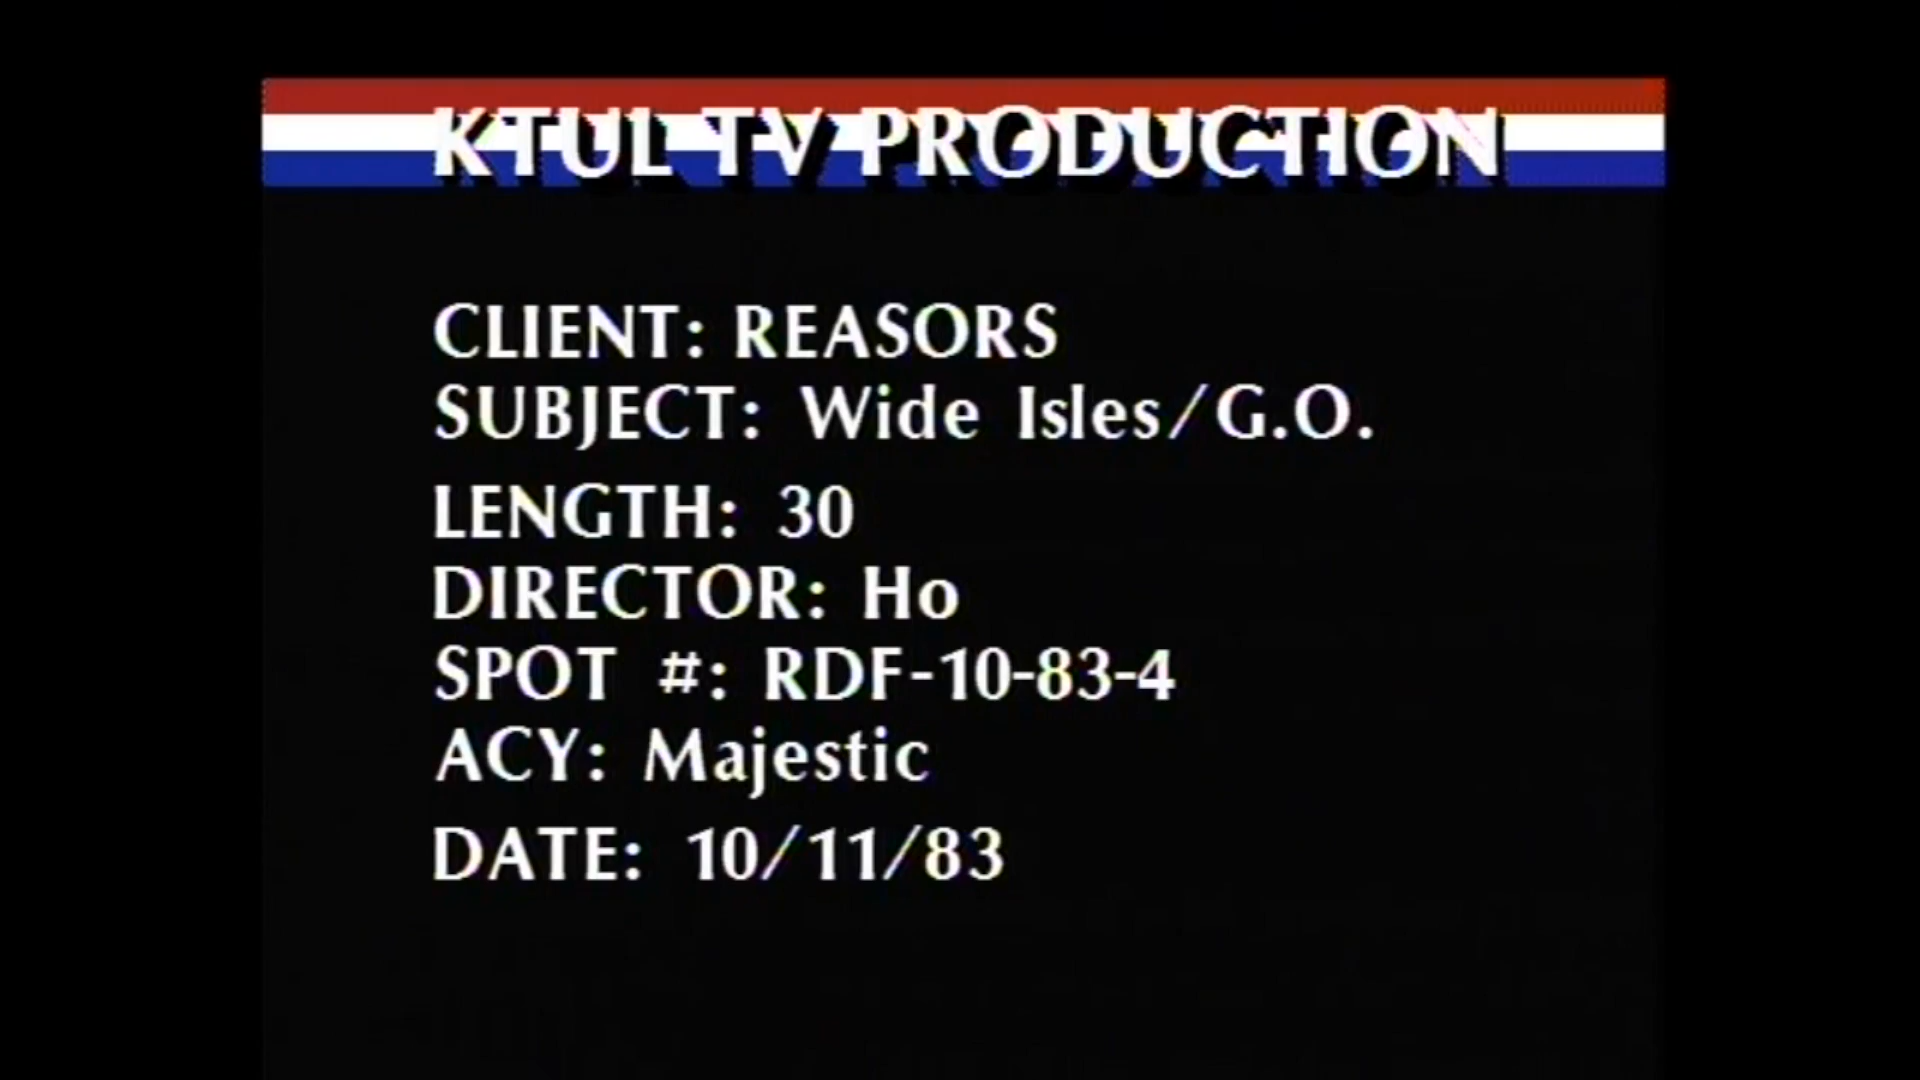 KTUL TV PRODUCTION
CLIENT: REASORS
SUBJECT: Wide Isles/G.O.
LENGTH: 30
DIRECTOR: Ho
SPOT #: RDF-10-83-4
ACY: Majestic
DATE: 10/11/83